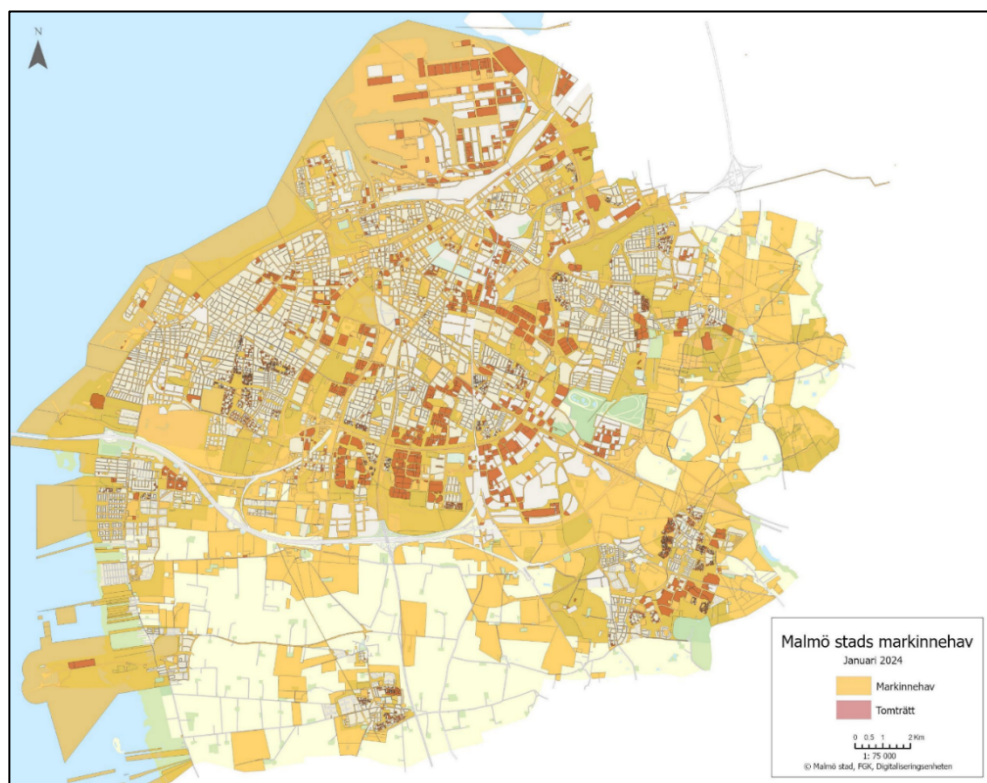 N
Malmö stads markinnehav
Januari 2024
Markinnehav
Tomträtt
0 0.5 1 2 Km
1: 75 000
© Malmö stad, FGK, Digitaliseringsenheten